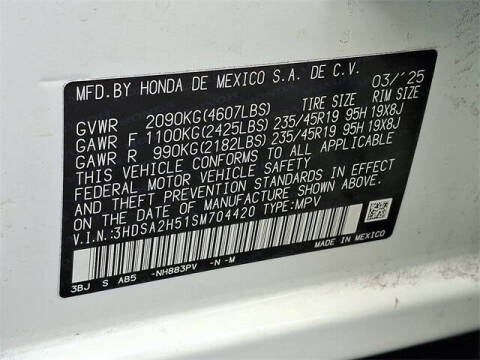 MFD.BY HONDA DE MEXICO S.A. DE C.V. 03/'25
TIRE SIZE RIM SIZE
GVWR 2090KG(4607LBS)
GAWR F 1100KG(2425LBS) 235/45R19 95H 19X8J
GAWR R 990KG(2182LBS) 235/45R19 95H 19X8J
THIS VEHICLE CONFORMS TO ALL APPLICABLE
FEDERAL MOTOR VEHICLE SAFETY
AND THEFT PREVENTION STANDARDS IN EFFECT
ON THE DATE OF MANUFACTURE SHOWN ABOVE.
V.I.N.:3HDSA2H51SM704420 TYPE:MPV
3BJ S AB5 -NH883PV -N -M MADE IN MEXICO